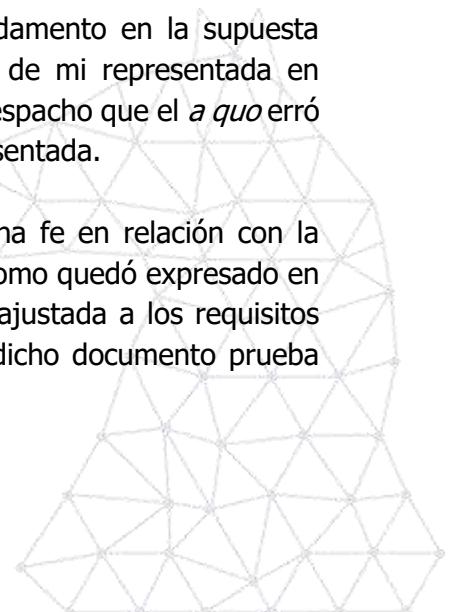 damento en la supuesta
de mi representada en
espacho que el a quo erró
sentada.
na fe en relación con la
omo quedó expresado en
ajustada a los requisitos
dicho documento prueba